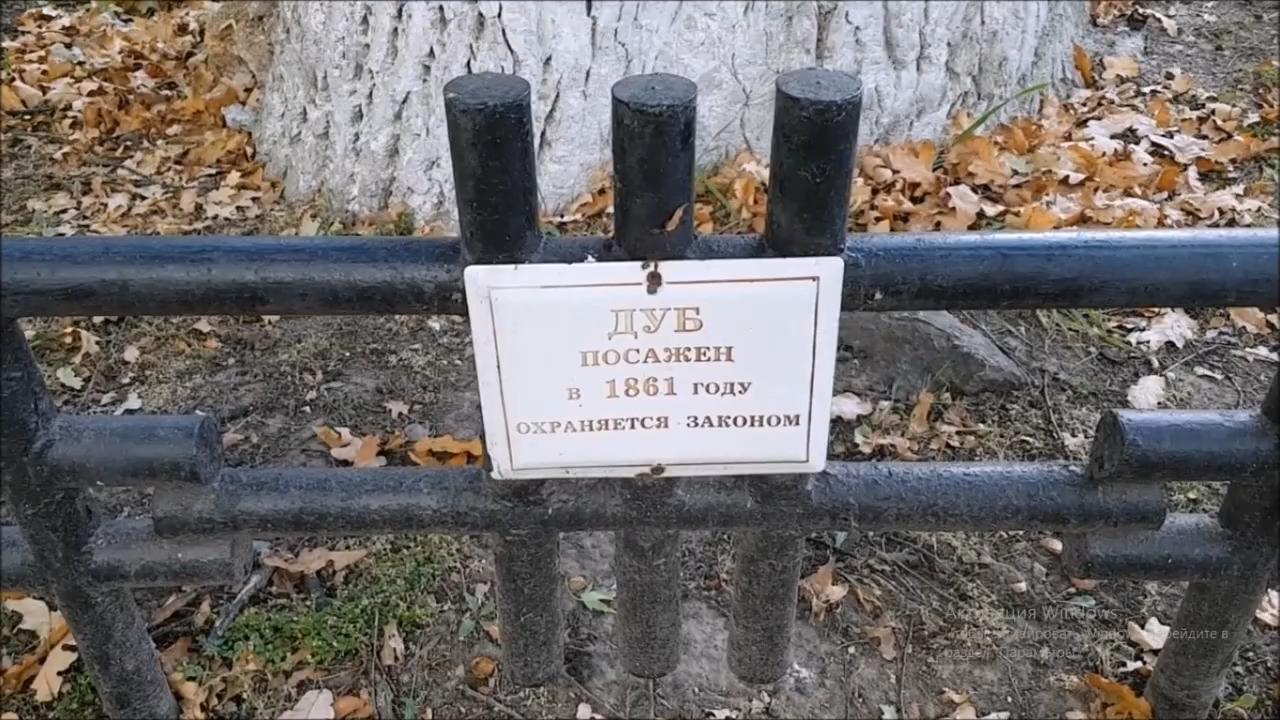 ДУБ
ПОСАЖЕН
В 1861 ГОДУ
ОХРАНЯЕТСЯ ЗАКОНОМ
Активация Windows